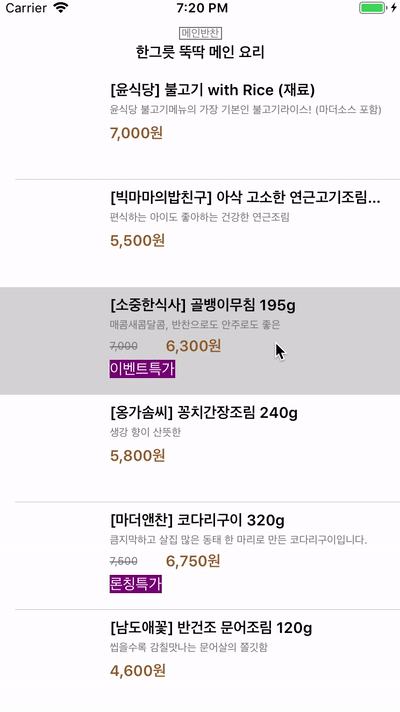 Carrier 7:20 PM
메인반찬
한그릇 뚝딱 메인 요리
[윤식당] 불고기 with Rice (재료)
윤식당 불고기메뉴의 가장 기본인 불고기라이스! (마더소스 포함)
7,000원
[빅마마의밥친구] 아삭 고소한 연근고기조림...
편식하는 아이도 좋아하는 건강한 연근조림
5,500원
[소중한식사] 골뱅이무침 195g
매콤새콤달콤, 반찬으로도 안주로도 좋은
7,000 6,300원
이벤트특가
[옹가솜씨] 꽁치간장조림 240g
생강 향이 산뜻한
5,800원
[마더앤찬] 코다리구이 320g
큼지막하고 살집 많은 동태 한 마리로 만든 코다리구이입니다.
7,500 6,750원
론칭특가
[남도애꽃] 반건조 문어조림 120g
씹을수록 감칠맛나는 문어살의 쫄깃함
4,600원